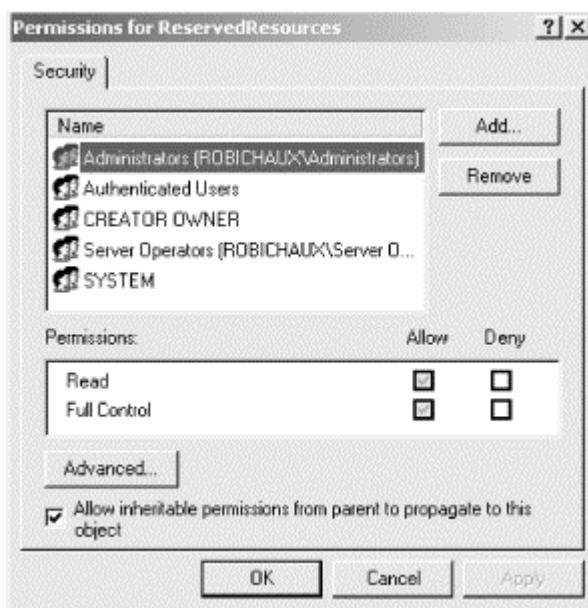 Permissions for ReservedResources
Security
Name
Add...
Administrators (ROBICHAUX\Administrators)
Remove
Authenticated Users
CREATOR OWNER
Server Operators (ROBICHAUX\Server O...
SYSTEM
Permissions:
Allow
Deny
Read
Full Control
Advanced...
Allow inheritable permissions from parent to propagate to this
object
OK
Cancel
Apply